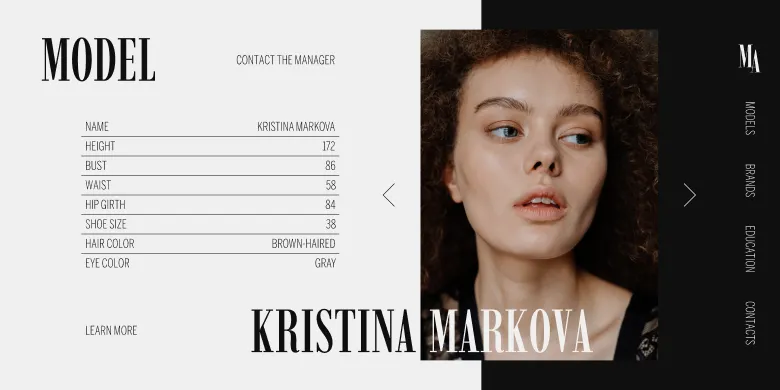 MODEL
CONTACT THE MANAGER
NAME KRISTINA MARKOVA
HEIGHT 172
BUST 86
WAIST 58
HIP GIRTH 84
SHOE SIZE 38
HAIR COLOR BROWN-HAIRED
EYE COLOR GRAY
LEARN MORE
KRISTINA MARKOVA
MA
MODELS
BRANDS
EDUCATION
CONTACTS